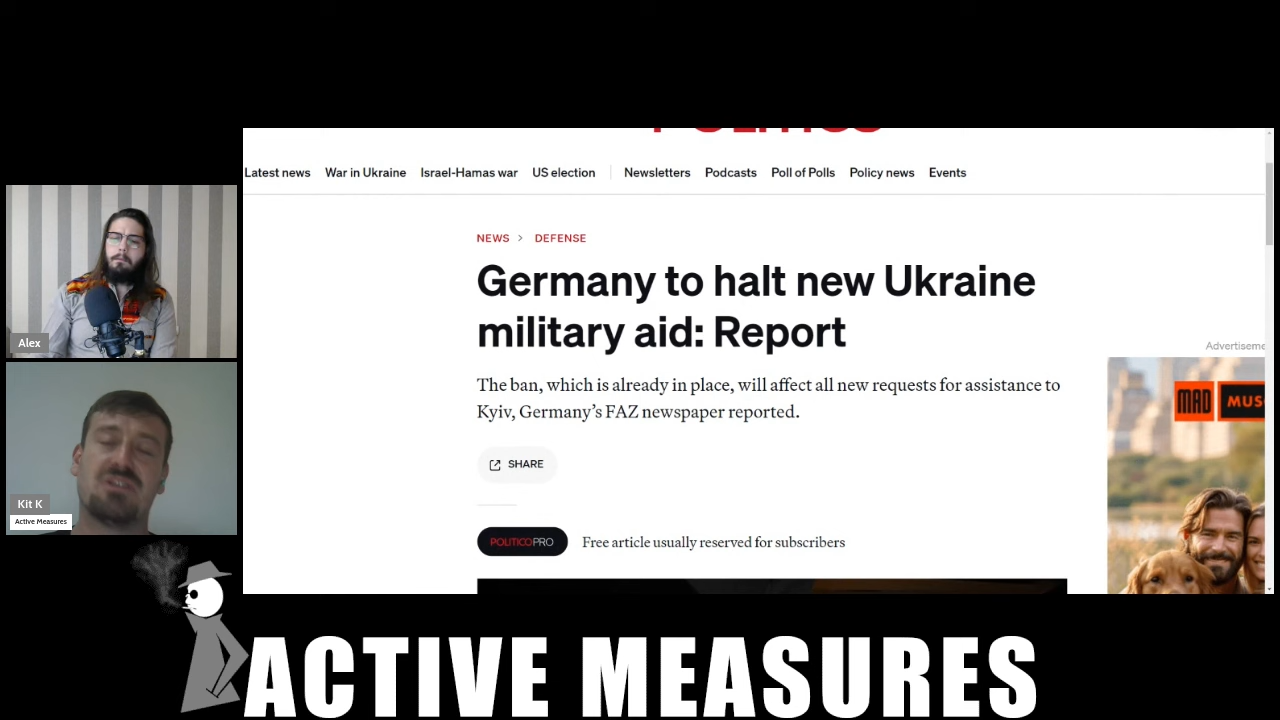 Latest news War in Ukraine Israel-Hamas war US election Newsletters Podcasts Poll of Polls Policy news Events
NEWS > DEFENSE
Germany to halt new Ukraine
military aid: Report
Advertiseme
The ban, which is already in place, will affect all new requests for assistance to
Kyiv, Germany's FAZ newspaper reported.
MAD MUS
SHARE
POLITICOPRO Free article usually reserved for subscribers
Alex
Kit K
Active Measures
ACTIVE MEASURES